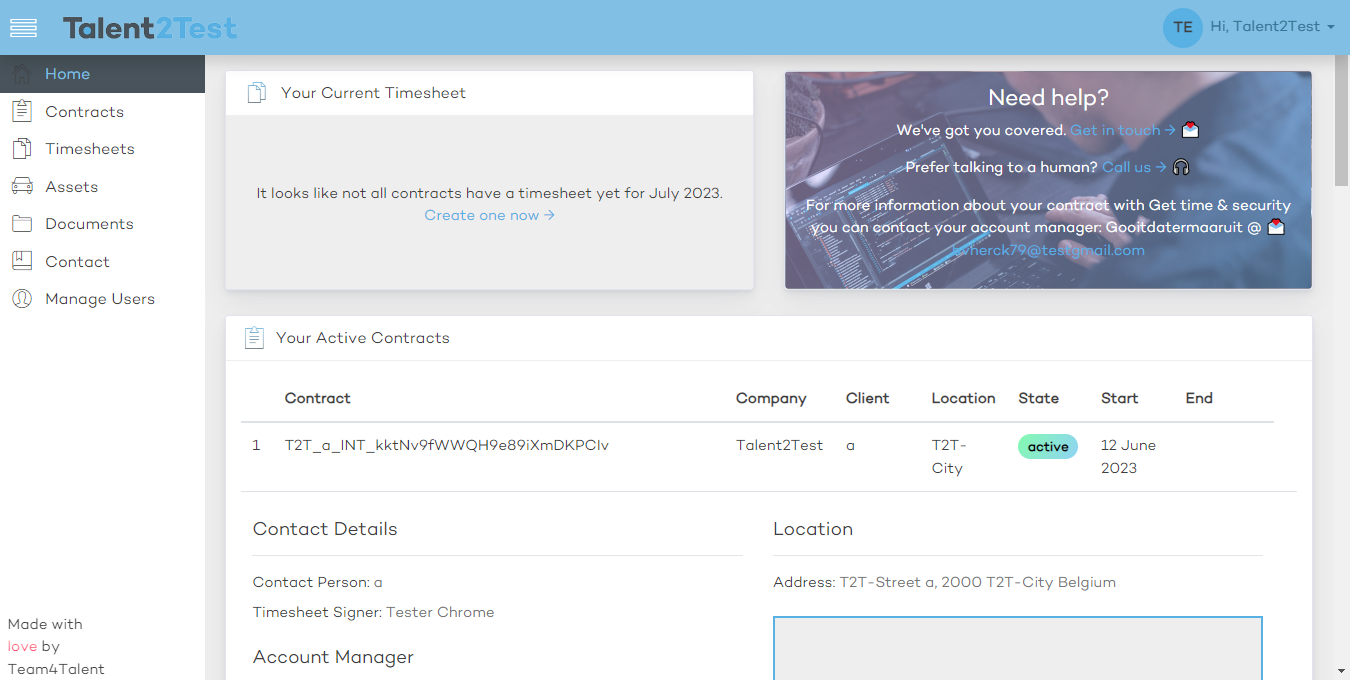 Talent2Test
TE
Hi, Talent2Test
Home
Contracts
Timesheets
Assets
Documents
Contact
Manage Users
Made with
love by
Team4Talent
Your Current Timesheet
It looks like not all contracts have a timesheet yet for July 2023.
Create one now →
Need help?
We've got you covered. Get in touch →
Prefer talking to a human? Call us →
For more information about your contract with Get time & security
you can contact your account manager: Gooitdatermaaruit @
Your Active Contracts
Contract Company Client Location State Start End
1 T2T_a_INT_kktNv9fWWQH9e89iXmDKPCIv Talent2Test a T2T- active 12 June
City 2023
Contact Details
Contact Person: a
Timesheet Signer: Tester Chrome
Account Manager
Location
Address: T2T-Street a, 2000 T2T-City Belgium